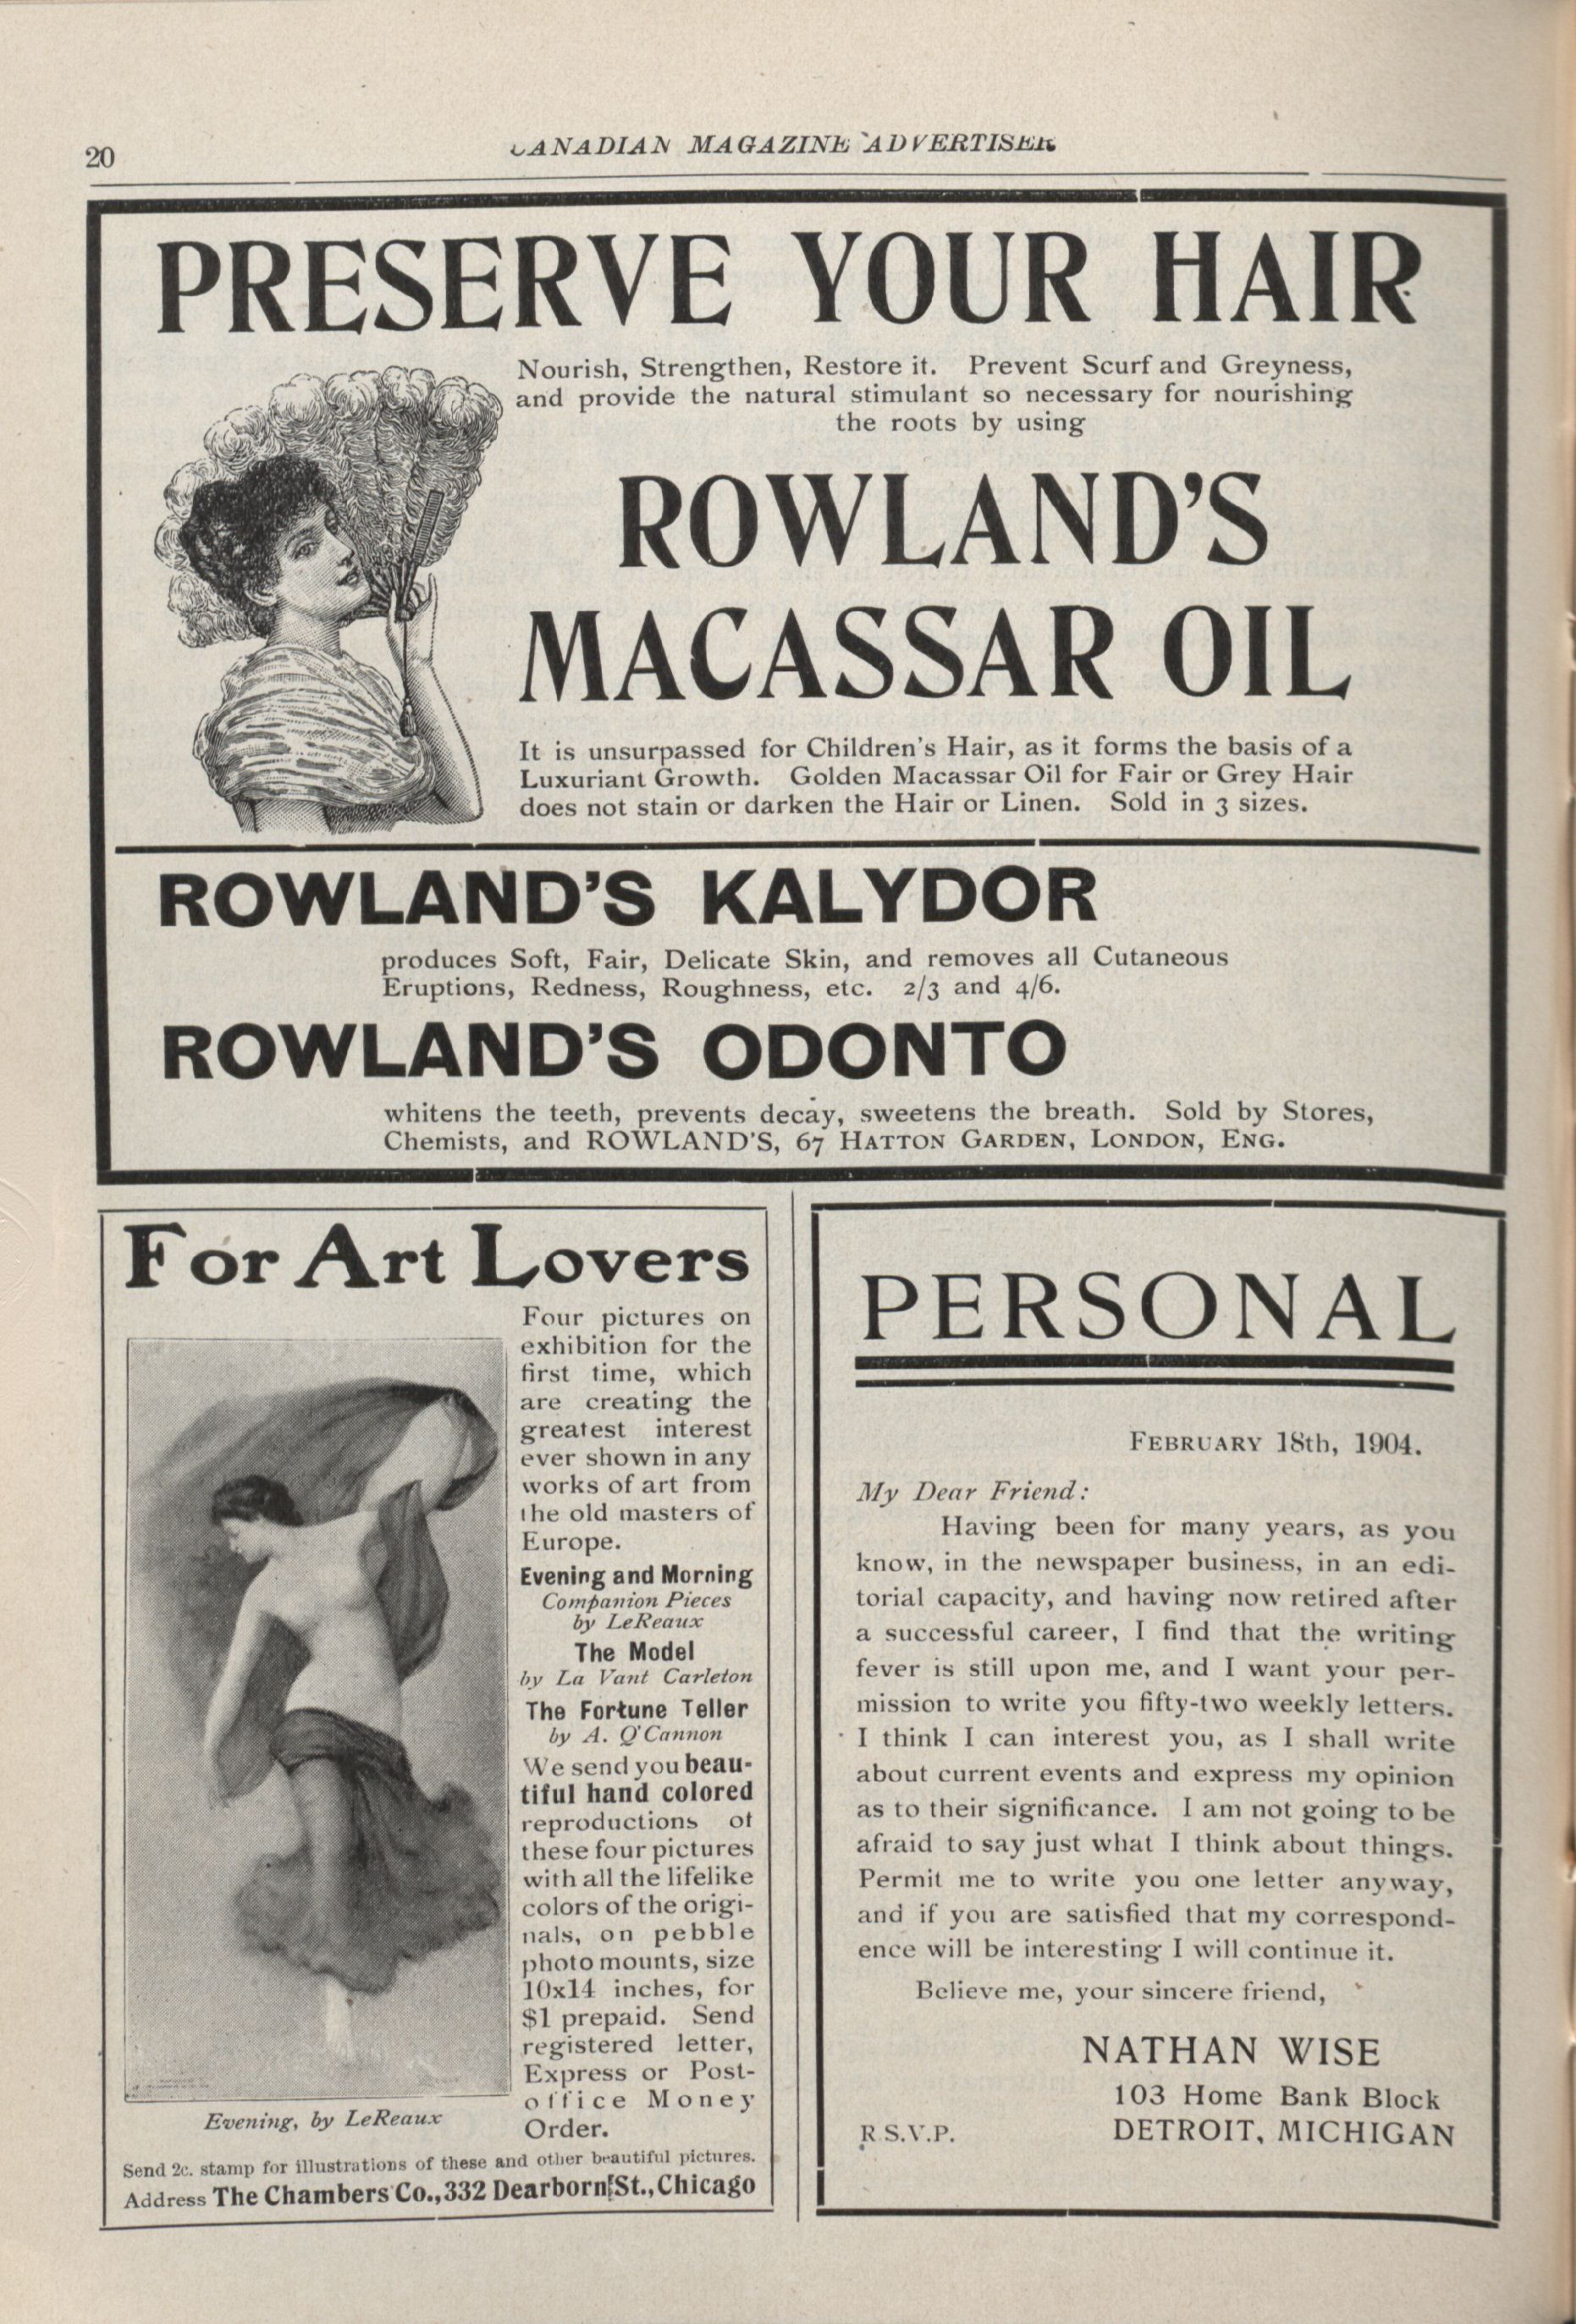 20
CANADIAN MAGAZINE ADVERTISER
PRESERVE YOUR HAIR
Nourish, Strengthen, Restore it. Prevent Scurf and Greyness,
and provide the natural stimulant so necessary for nourishing
the roots by using
ROWLAND'S
MACASSAR OIL
It is unsurpassed for Children's Hair, as it forms the basis of a
Luxuriant Growth. Golden Macassar Oil for Fair or Grey Hair
does not stain or darken the Hair or Linen. Sold in 3 sizes.
ROWLAND'S KALYDOR
produces Soft, Fair, Delicate Skin, and removes all Cutaneous
Eruptions, Redness, Roughness, etc. 2/3 and 4/6.
ROWLAND'S ODONTO
whitens the teeth, prevents decay, sweetens the breath. Sold by Stores,
Chemists, and ROWLAND'S, 67 HATTON GARDEN, LONDON, ENG.
For Art Lovers
Four pictures on
exhibition for the
first time, which
are creating the
greatest interest
ever shown in any
works of art from
the old masters of
Europe.
Evening and Morning
Companion Pieces
by LeReaux
The Model
by La Vant Carleton
The Fortune Teller
by A. Q'Cannon
We send you beau-
tiful hand colored
reproductions of
these four pictures
with all the lifelike
colors of the origi-
nals, on pebble
photo mounts, size
10x14 inches, for
$1 prepaid. Send
registered letter,
Express or Post-
office Money
Order.
Evening, by LeReaux
Send 2c. stamp for illustrations of these and other beautiful pictures.
Address The Chambers Co., 332 Dearborn St., Chicago
PERSONAL
FEBRUARY 18th, 1904.
My Dear Friend:
Having been for many years, as you
know, in the newspaper business, in an edi-
torial capacity, and having now retired after
a successful career, I find that the writing
fever is still upon me, and I want your per-
mission to write you fifty-two weekly letters.
I think I can interest you, as I shall write
about current events and express my opinion
as to their significance. I am not going to be
afraid to say just what I think about things.
Permit me to write you one letter anyway,
and if you are satisfied that my correspond-
ence will be interesting I will continue it.
Believe me, your sincere friend,
NATHAN WISE
103 Home Bank Block
R.S.V.P. DETROIT, MICHIGAN